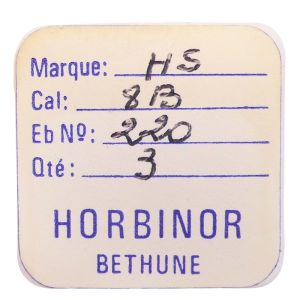 Marque: HS
Cal: 8B
Eb Nº: 220
Qté: 3
HORBINOR
BETHUNE